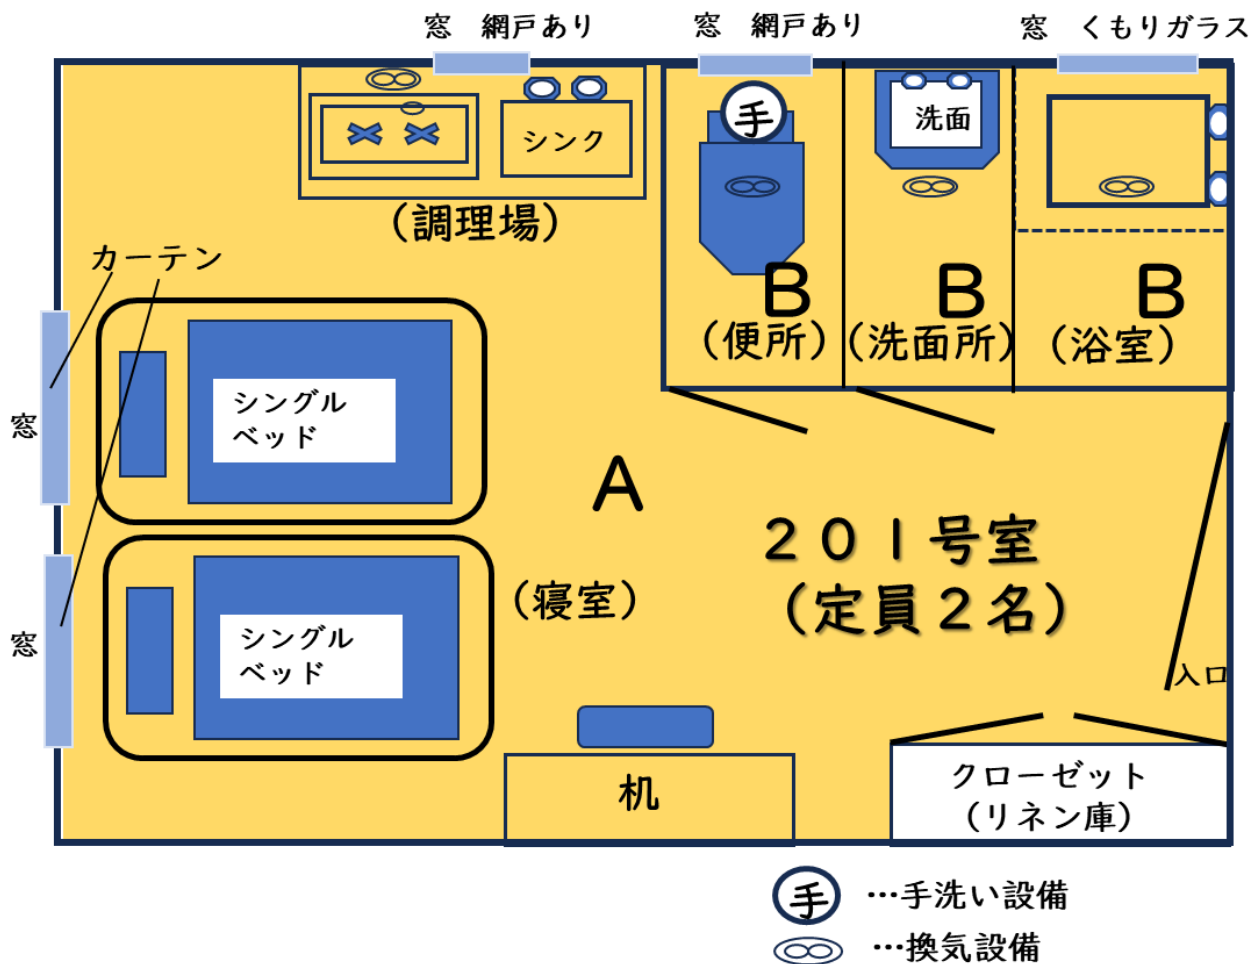 窓　網戸あり
窓　網戸あり
窓　くもりガラス
手
洗面
シンク
(調理場)
カーテン
B
B
B
(便所)
(洗面所)
(浴室)
窓
シングル
ベッド
A
201号室
(定員2名)
(寝室)
窓
シングル
ベッド
入口
机
クローゼット
(リネン庫)
手 …手洗い設備
…換気設備